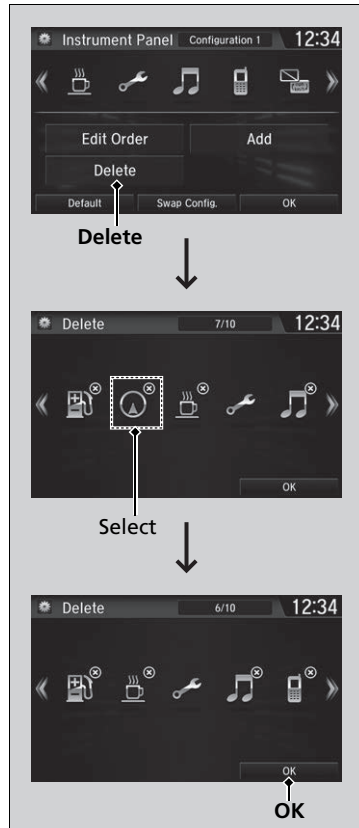 Instrument Panel Configuration 1 12:34
Edit Order Add
Delete
Default Swap Config. OK
Delete
Delete 7/10 12:34
OK
Select
Delete 6/10 12:34
OK
OK